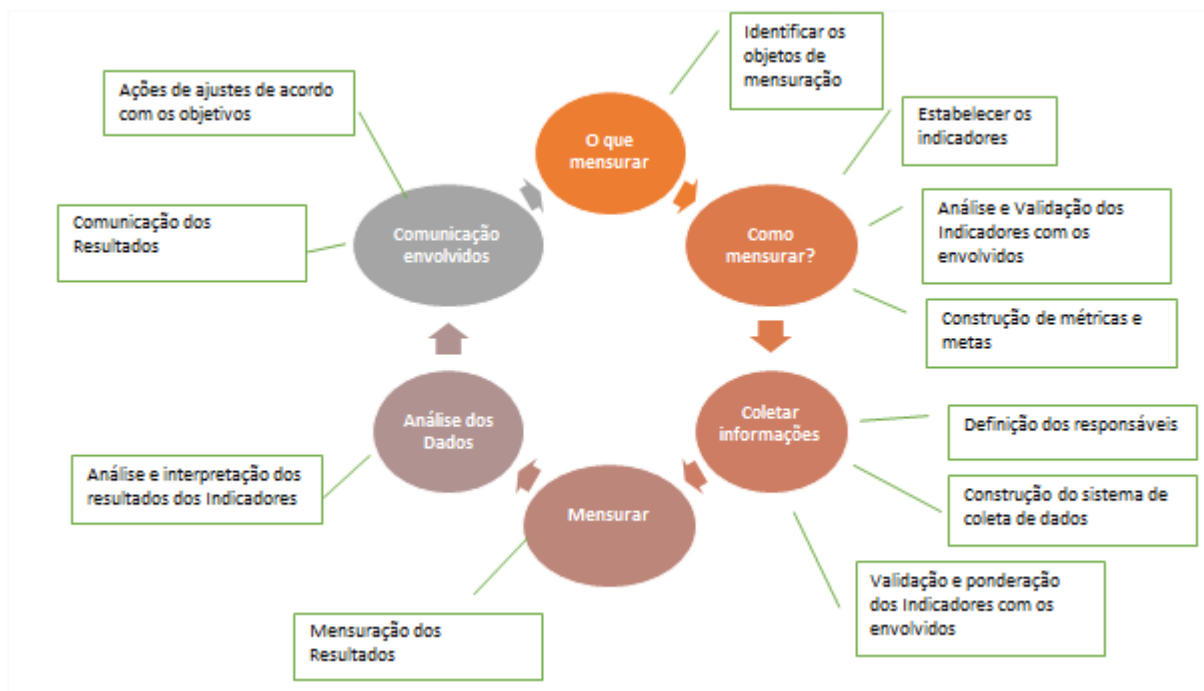 Identificar os
objetos de
mensuração
Ações de ajustes de acordo
com os objetivos
O que
mensurar
Estabelecer os
indicadores
Comunicação dos
Resultados
Comunicação
envolvidos
Como
mensurar?
Análise e Validação dos
Indicadores com os
envolvidos
Construção de métricas e
metas
Análise dos
Dados
Coletar
informações
Definição dos responsáveis
Análise e interpretação dos
resultados dos Indicadores
Mensurar
Construção do sistema de
coleta de dados
Validação e ponderação
dos Indicadores com os
envolvidos
Mensuração dos
Resultados